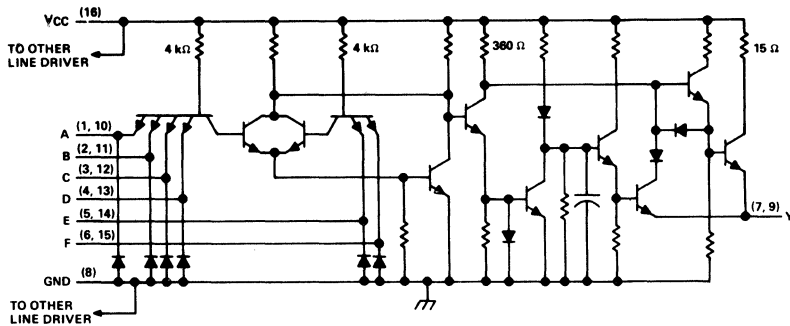 VCC (16)
TO OTHER
LINE DRIVER
4 kΩ
4 kΩ
360 Ω
15 Ω
A (1, 10)
B (2, 11)
C (3, 12)
D (4, 13)
E (5, 14)
F (6, 15)
(7, 9) Y
GND (8)
TO OTHER
LINE DRIVER